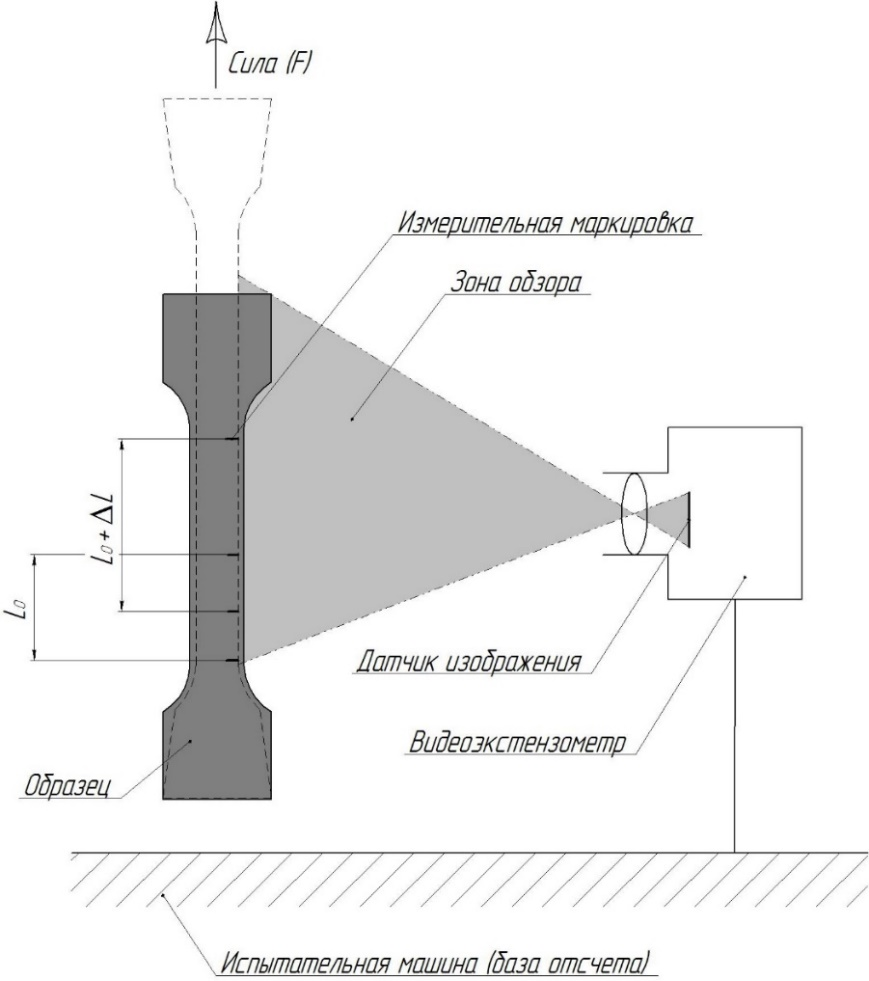 Сила (F)
Измерительная маркировка
Зона обзора
L₀ + ΔL
L₀
Датчик изображения
Видеоэкстензометр
Образец
Испытательная машина (база отсчета)